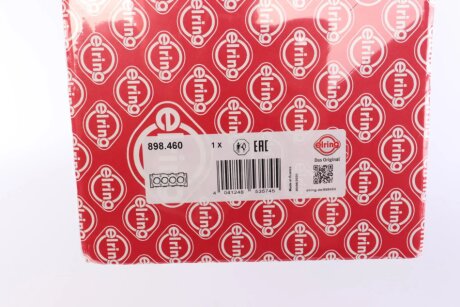 898.460
1 X
EAC
elring
Das Original
4 041248 535745
elring